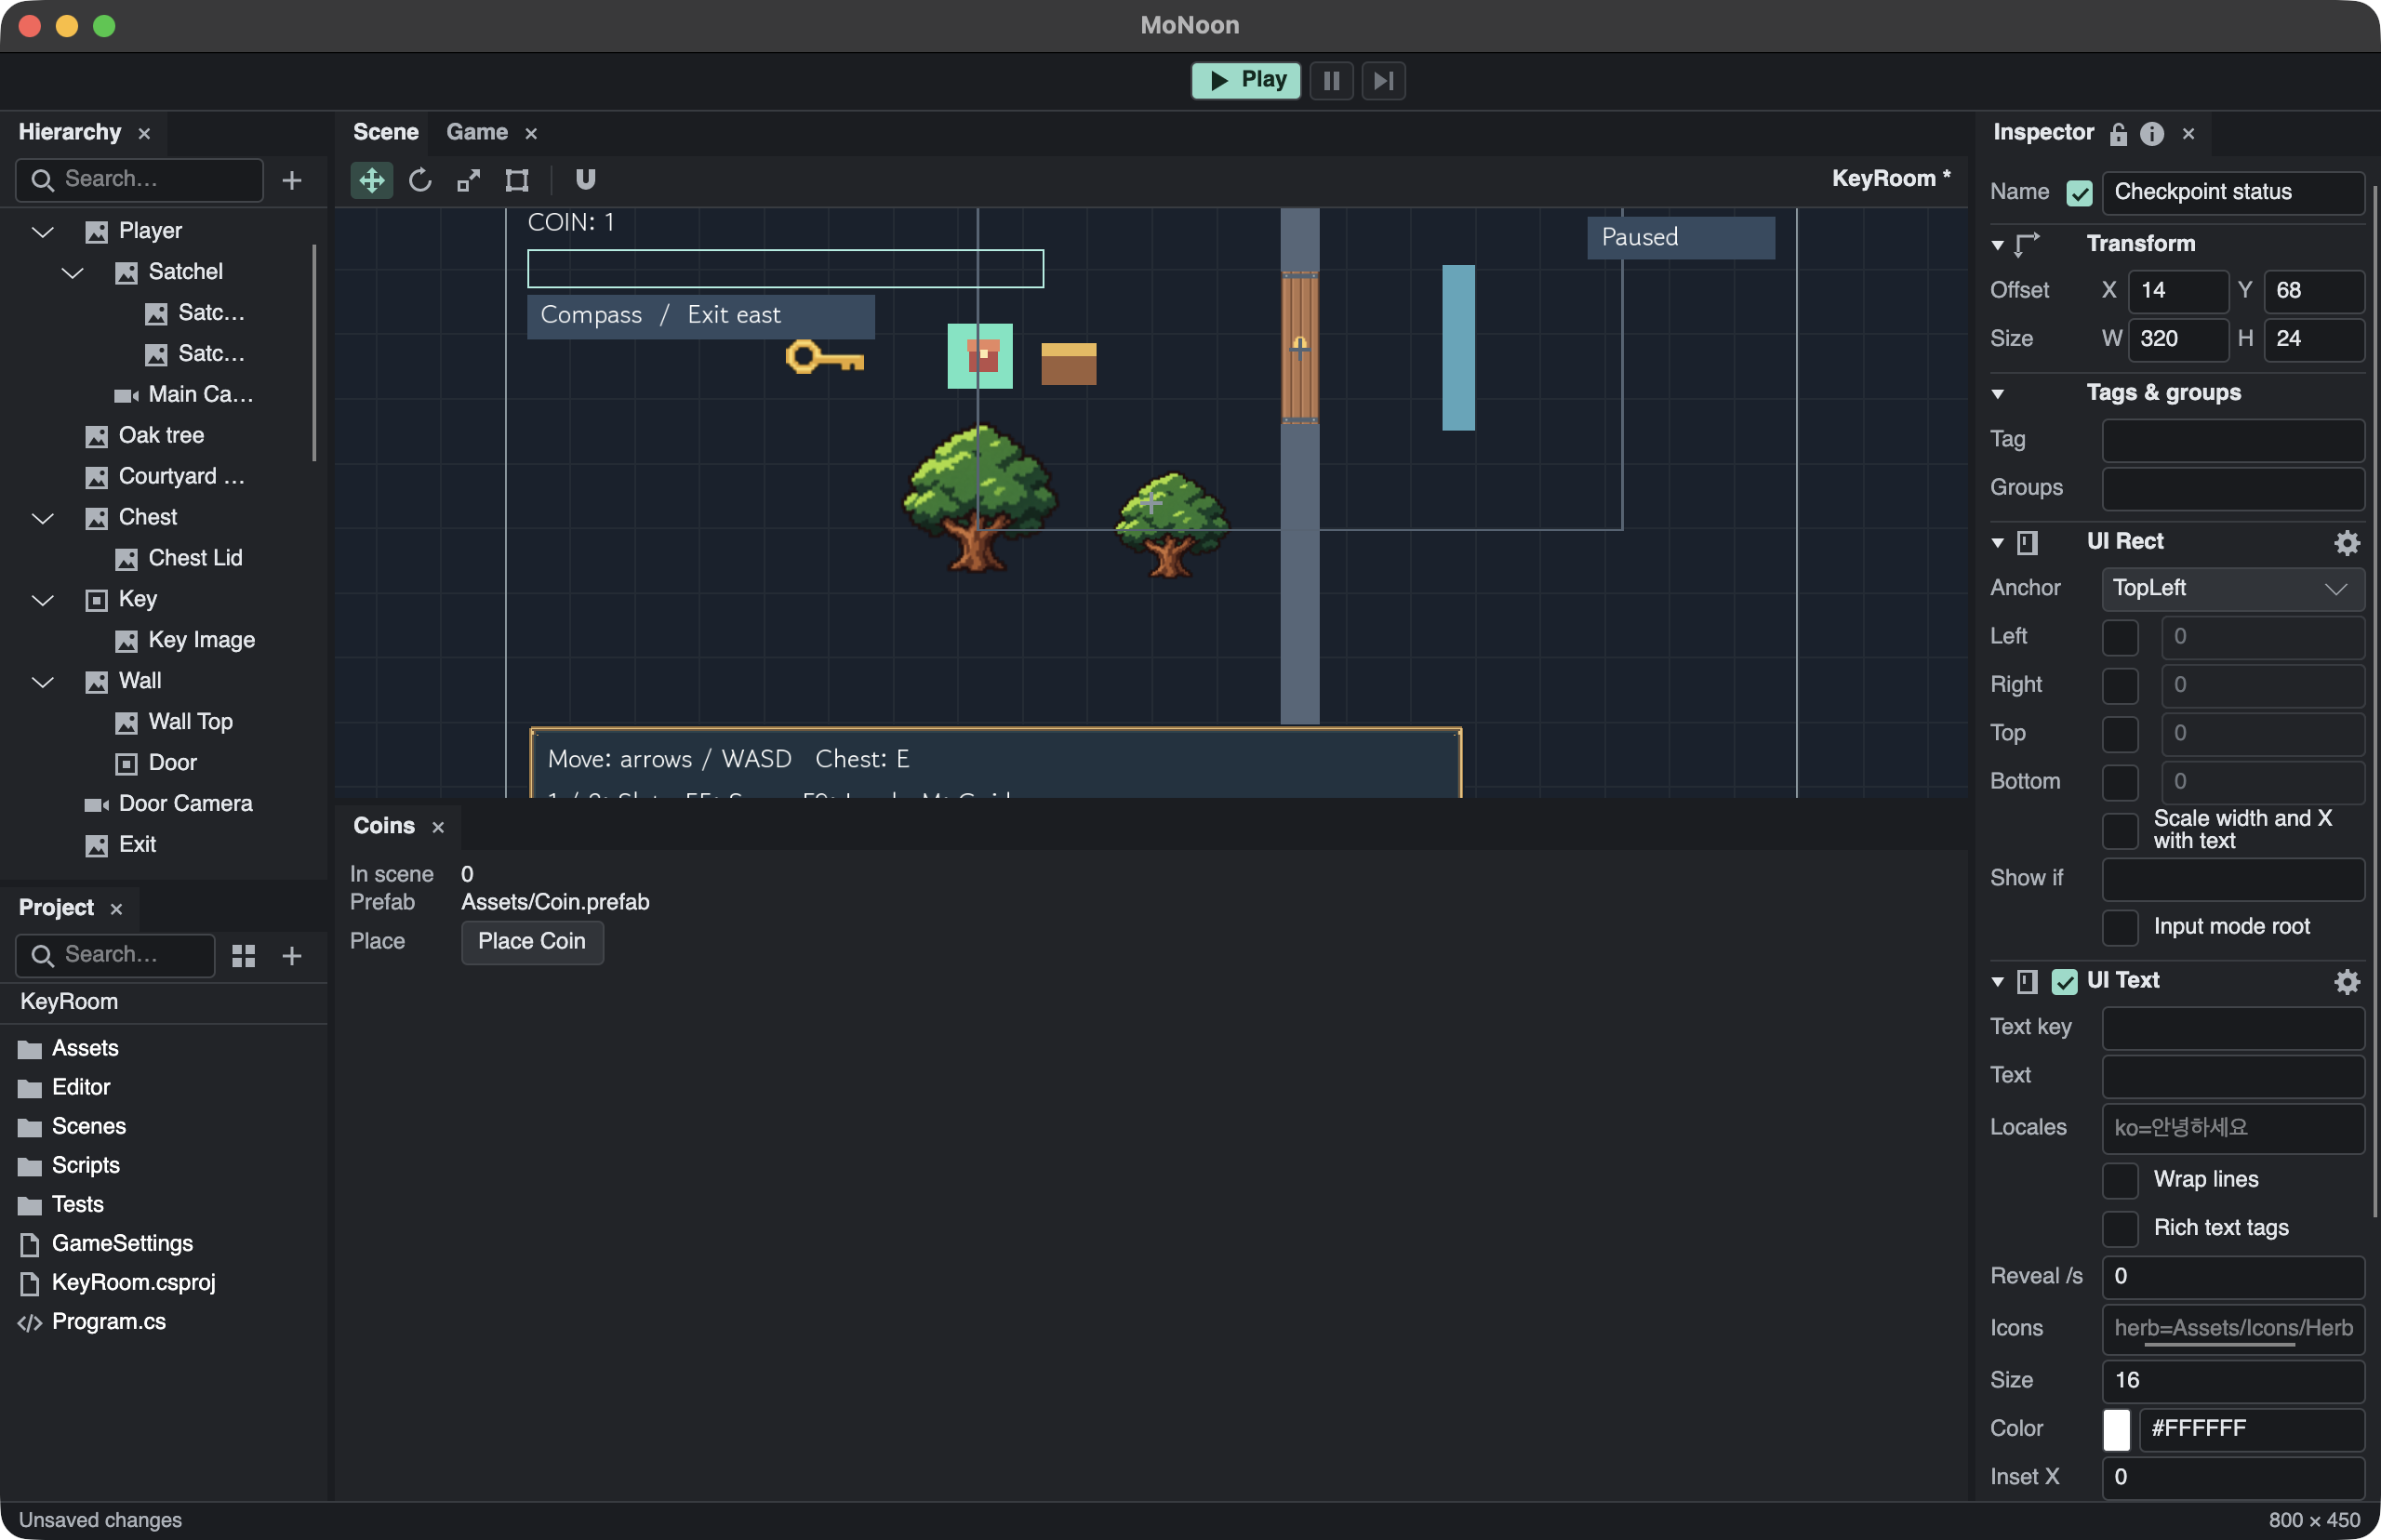 MoNoon
Play
Hierarchy
Search...
Player
Satchel
Satc...
Satc...
Main Ca...
Oak tree
Courtyard ...
Chest
Chest Lid
Key
Key Image
Wall
Wall Top
Door
Door Camera
Exit
Project
Search...
KeyRoom
Assets
Editor
Scenes
Scripts
Tests
GameSettings
KeyRoom.csproj
Program.cs
Scene Game
KeyRoom *
COIN: 1
Paused
Compass / Exit east
Move: arrows / WASD Chest: E
Coins
In scene 0
Prefab Assets/Coin.prefab
Place Place Coin
Inspector
Name Checkpoint status
Transform
Offset X 14 Y 68
Size W 320 H 24
Tags & groups
Tag
Groups
UI Rect
Anchor TopLeft
Left 0
Right 0
Top 0
Bottom 0
Scale width and X
with text
Show if
Input mode root
UI Text
Text key
Text
Locales ko=안녕하세요
Wrap lines
Rich text tags
Reveal /s 0
Icons herb=Assets/Icons/Herb
Size 16
Color #FFFFFF
Inset X 0
Unsaved changes
800 × 450